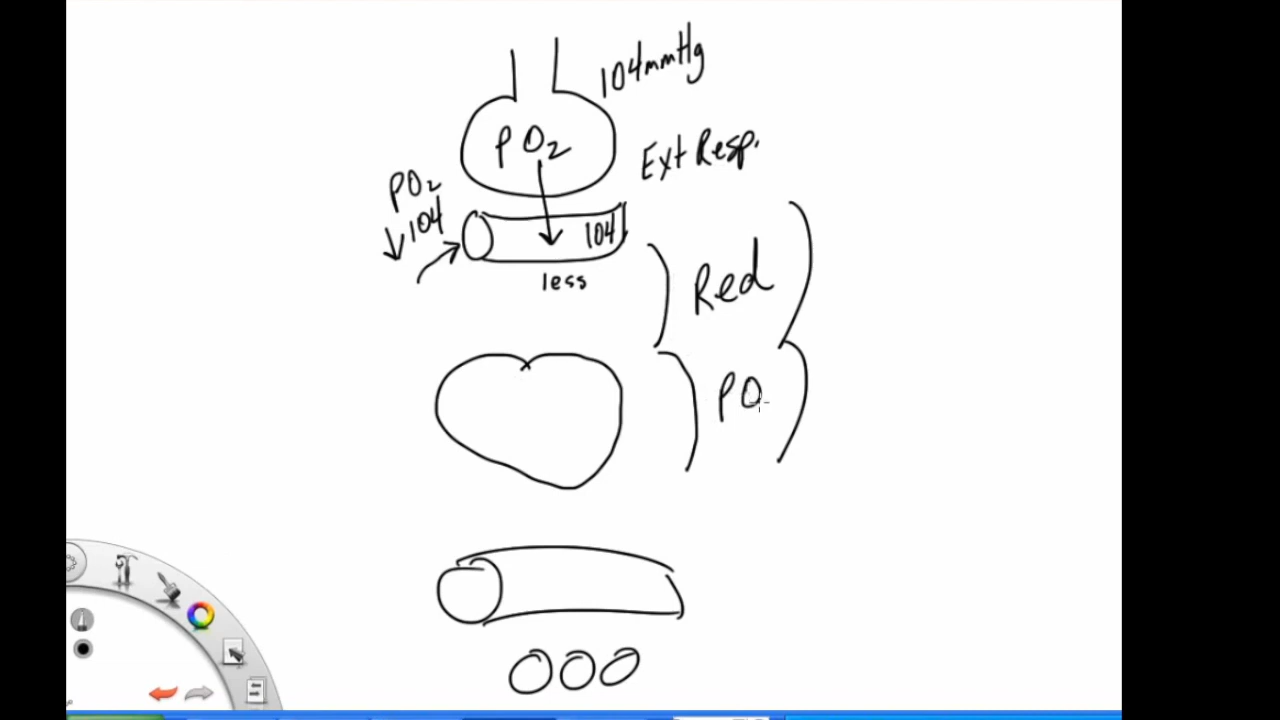 104mmHg
PO2
Ext Resp.
PO2
↓104
104
less
Red
PO